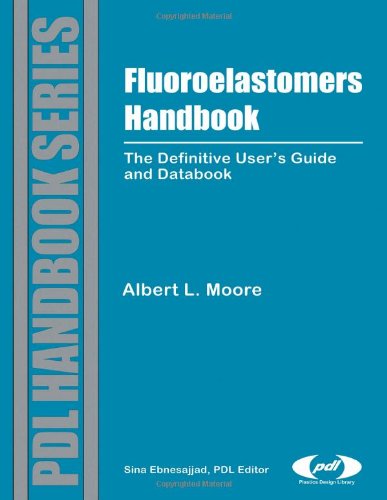 Copyrighted Material
PDL HANDBOOK SERIES
Fluoroelastomers
Handbook
The Definitive User's Guide
and Databook
Albert L. Moore
Sina Ebnesajjad, PDL Editor
pdl
Plastics Design Library
Copyrighted Material